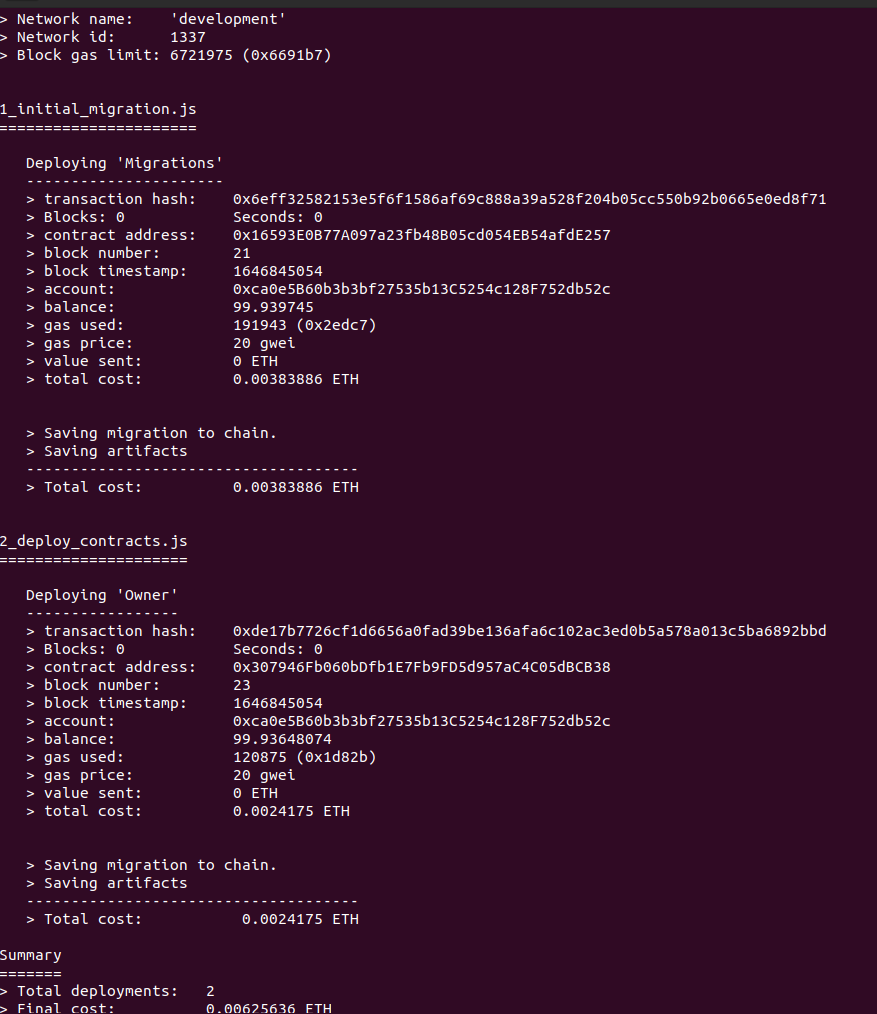 > Network name:    'development'
> Network id:      1337
> Block gas limit: 6721975 (0x6691b7)
1_initial_migration.js
======================
Deploying 'Migrations'
----------------------
> transaction hash:    0x6eff32582153e5f6f1586af69c888a39a528f204b05cc550b92b0665e0ed8f71
> Blocks: 0            Seconds: 0
> contract address:    0x16593E0B77A097a23fb48B05cd054EB54afdE257
> block number:        21
> block timestamp:     1646845054
> account:             0xca0e5B60b3b3bf27535b13C5254c128F752db52c
> balance:             99.939745
> gas used:            191943 (0x2edc7)
> gas price:           20 gwei
> value sent:          0 ETH
> total cost:          0.00383886 ETH
> Saving migration to chain.
> Saving artifacts
-------------------------------------
> Total cost:          0.00383886 ETH
2_deploy_contracts.js
=====================
Deploying 'Owner'
-----------------
> transaction hash:    0xde17b7726cf1d6656a0fad39be136afa6c102ac3ed0b5a578a013c5ba6892bbd
> Blocks: 0            Seconds: 0
> contract address:    0x307946Fb060bDfb1E7Fb9FD5d957aC4C05dBCB38
> block number:        23
> block timestamp:     1646845054
> account:             0xca0e5B60b3b3bf27535b13C5254c128F752db52c
> balance:             99.93648074
> gas used:            120875 (0x1d82b)
> gas price:           20 gwei
> value sent:          0 ETH
> total cost:          0.0024175 ETH
> Saving migration to chain.
> Saving artifacts
-------------------------------------
> Total cost:           0.0024175 ETH
Summary
=======
> Total deployments:   2
> Final cost:          0.00625636 ETH